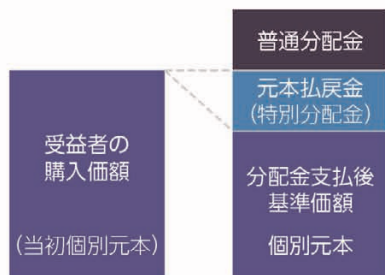 受益者の
購入価額
(当初個別元本)
普通分配金
元本払戻金
(特別分配金)
分配金支払後
基準価額
個別元本